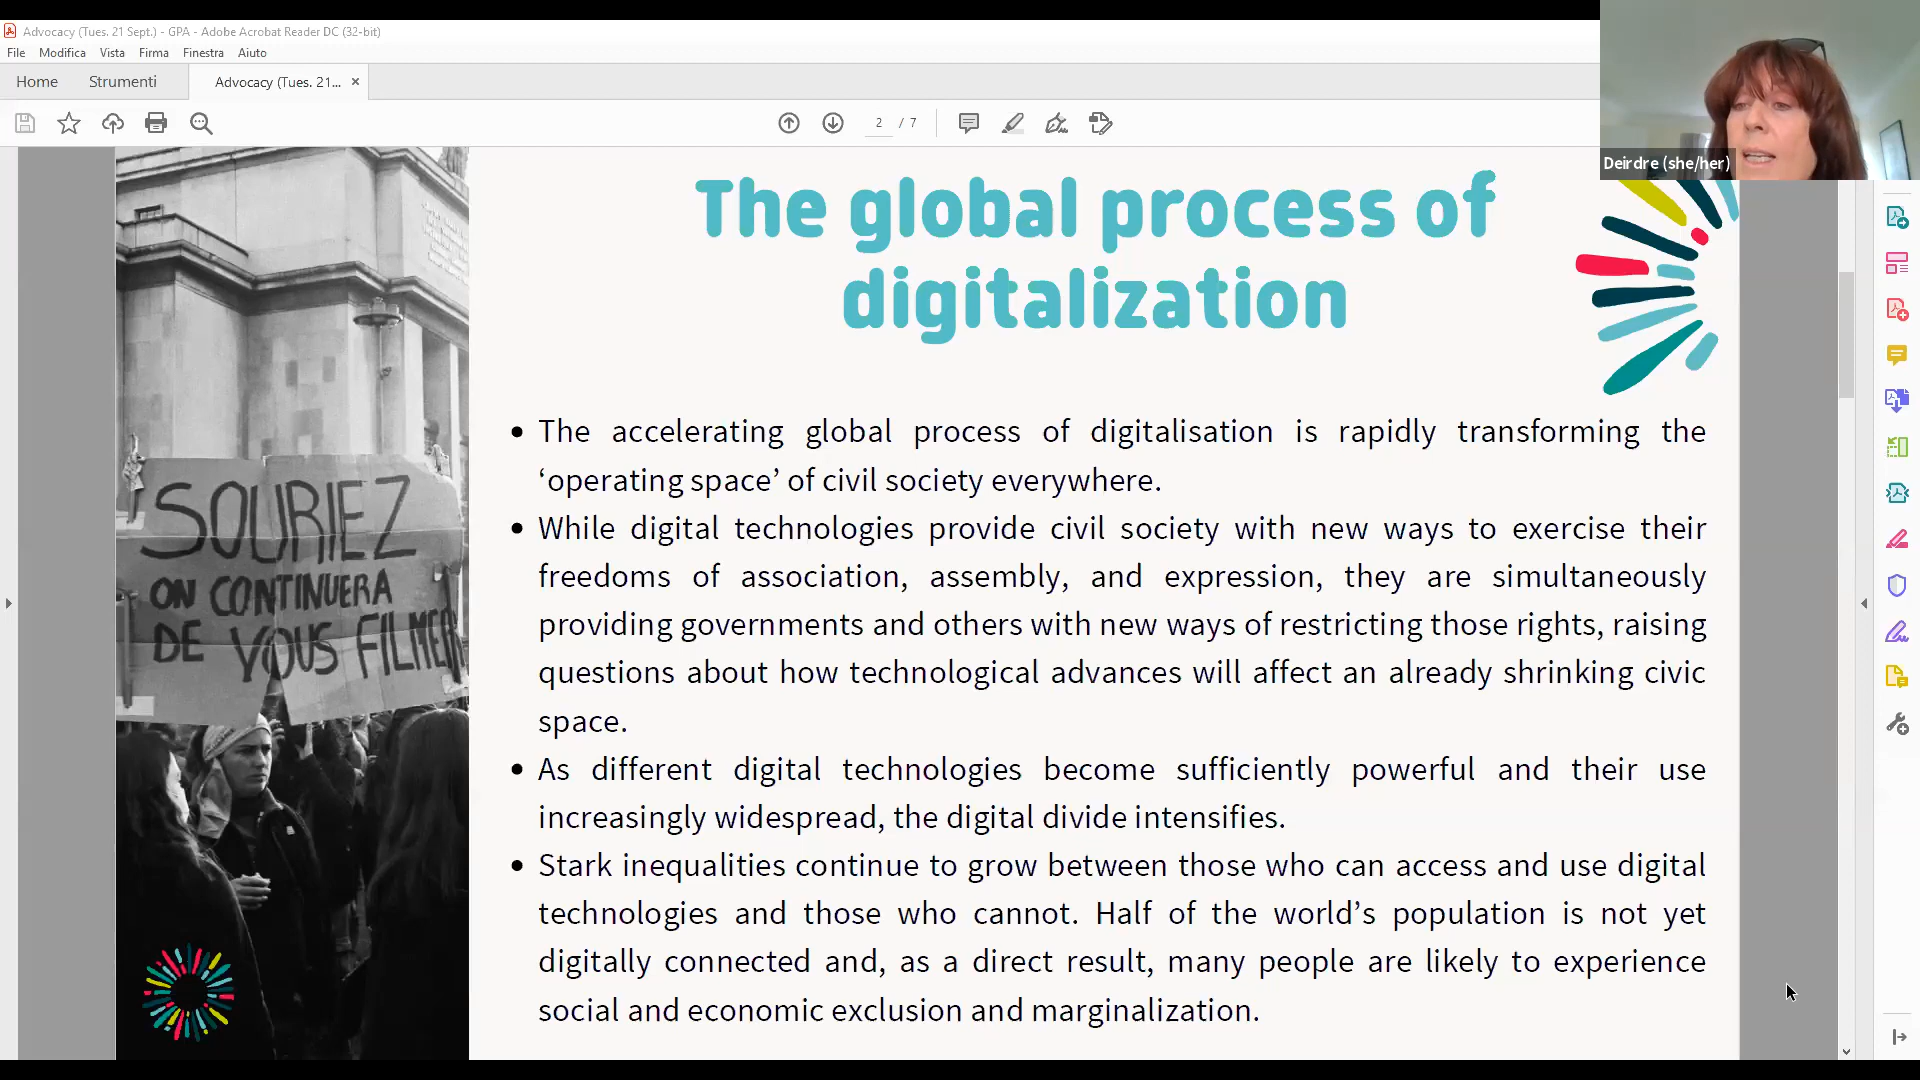 Advocacy (Tues. 21 Sept.) - GPA - Adobe Acrobat Reader DC (32-bit)
File Modifica Vista Firma Finestra Aiuto
Home Strumenti Advocacy (Tues. 21... ×
2 / 7
Deirdre (she/her)
The global process of
digitalization
SOURIEZ
ON CONTINUERA
DE VOUS FILMER
• The accelerating global process of digitalisation is rapidly transforming the
‘operating space’ of civil society everywhere.
• While digital technologies provide civil society with new ways to exercise their
freedoms of association, assembly, and expression, they are simultaneously
providing governments and others with new ways of restricting those rights, raising
questions about how technological advances will affect an already shrinking civic
space.
• As different digital technologies become sufficiently powerful and their use
increasingly widespread, the digital divide intensifies.
• Stark inequalities continue to grow between those who can access and use digital
technologies and those who cannot. Half of the world’s population is not yet
digitally connected and, as a direct result, many people are likely to experience
social and economic exclusion and marginalization.